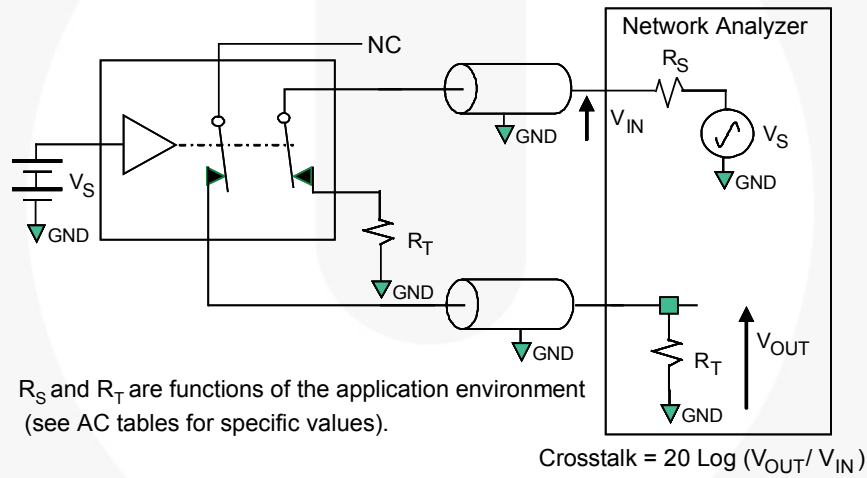 Network Analyzer
NC
R_S
V_IN
V_S
GND
GND
V_S
GND
R_T
GND
GND
R_T
V_OUT
GND
R_S and R_T are functions of the application environment
(see AC tables for specific values).
Crosstalk = 20 Log (V_OUT/ V_IN)